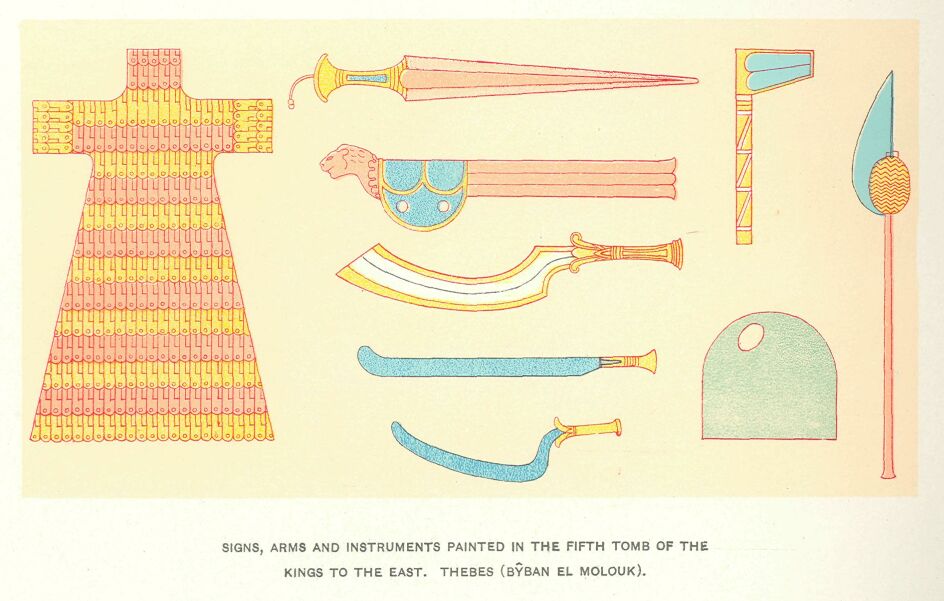 SIGNS, ARMS AND INSTRUMENTS PAINTED IN THE FIFTH TOMB OF THE
KINGS TO THE EAST. THEBES (BŶBAN EL MOLOUK).